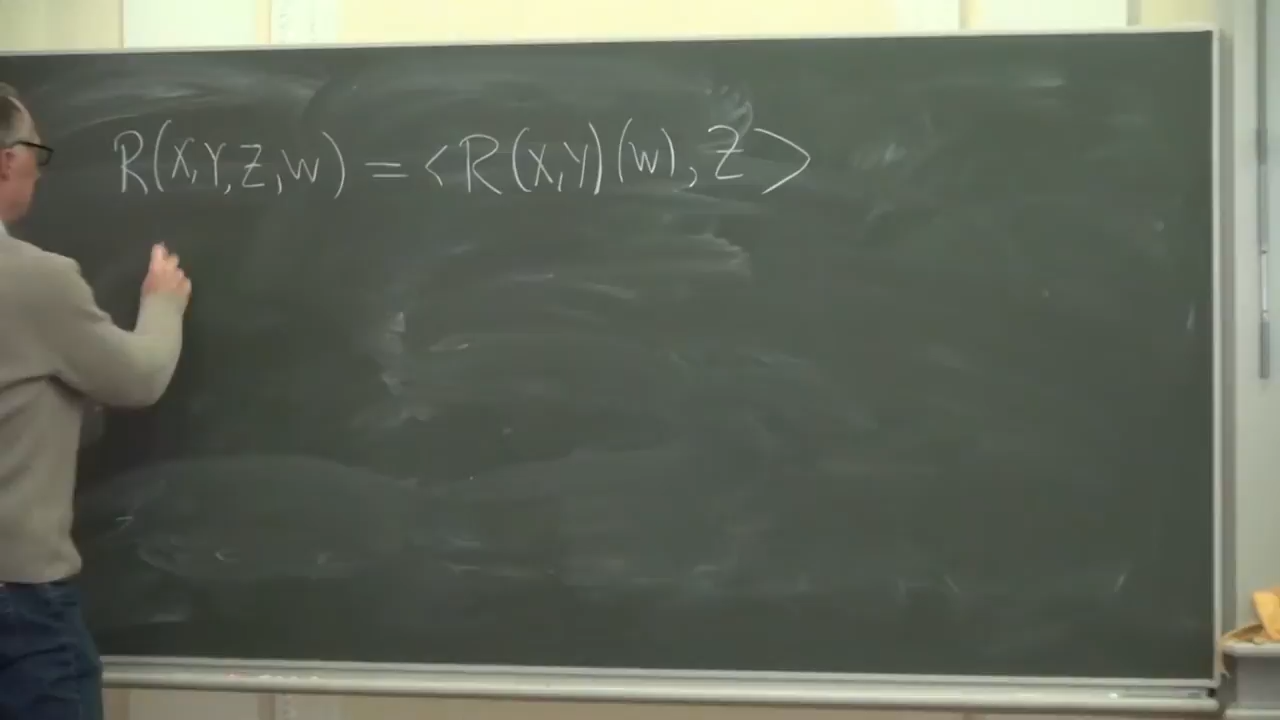 R(X,Y,Z,W) = <R(X,Y)(W), Z>